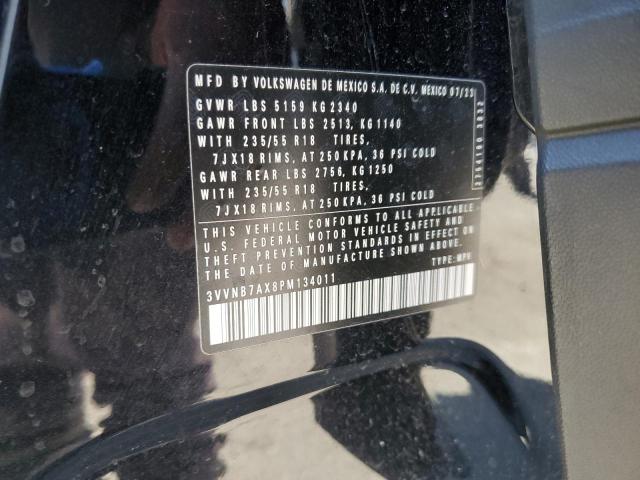 MFD BY VOLKSWAGEN DE MEXICO S.A. DE C.V. MEXICO 07/23
GVWR LBS 5159 KG 2340
GAWR FRONT LBS 2513, KG 1140
WITH 235/55 R18 TIRES,
7JX18 RIMS, AT 250 KPA, 36 PSI COLD
GAWR REAR LBS 2756, KG 1250
WITH 235/55 R18 TIRES,
7JX18 RIMS, AT 250 KPA, 36 PSI COLD
THIS VEHICLE CONFORMS TO ALL APPLICABLE
U.S. FEDERAL MOTOR VEHICLE SAFETY AND
THEFT PREVENTION STANDARDS IN EFFECT ON
THE DATE OF MANUFACTURE SHOWN ABOVE.
3VVNB7AX8PM134011 TYPE: MPV